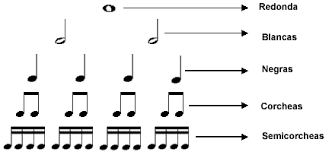 Redonda
Blancas
Negras
Corcheas
Semicorcheas